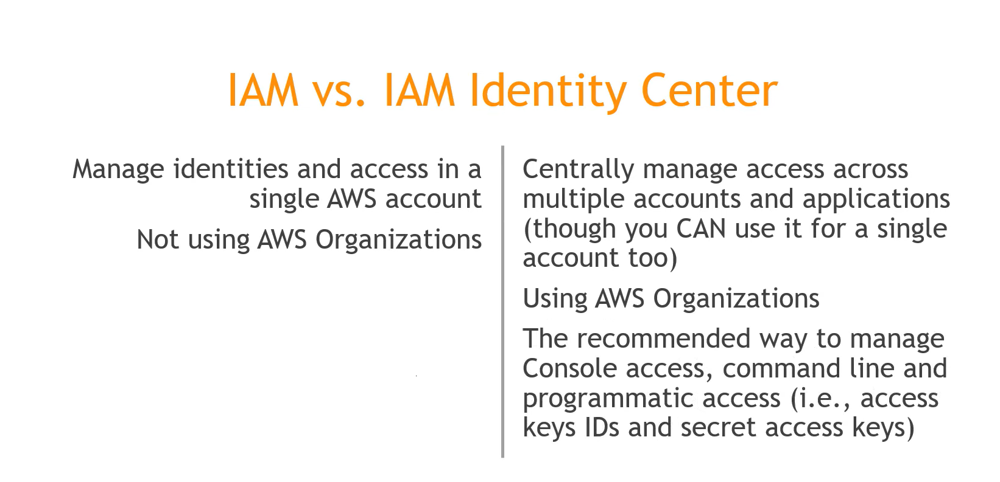 IAM vs. IAM Identity Center
Manage identities and access in a
single AWS account
Not using AWS Organizations
Centrally manage access across
multiple accounts and applications
(though you CAN use it for a single
account too)
Using AWS Organizations
The recommended way to manage
Console access, command line and
programmatic access (i.e., access
keys IDs and secret access keys)